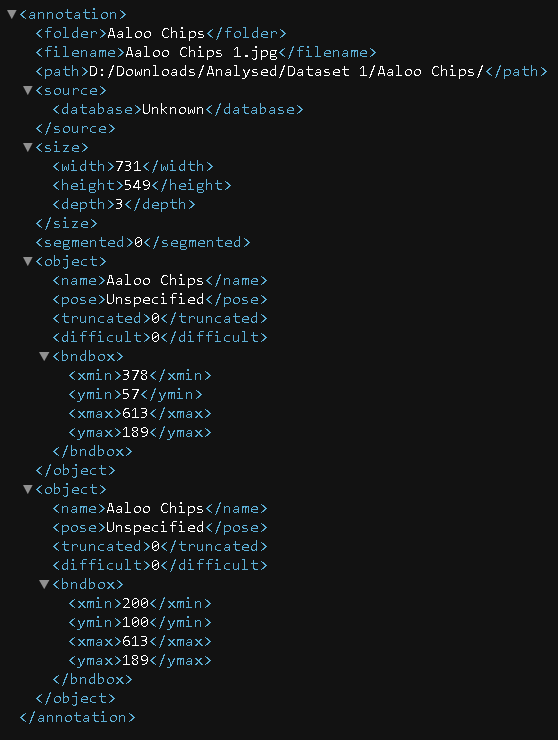 ▼<annotation>
<folder>Aaloo Chips</folder>
<filename>Aaloo Chips 1.jpg</filename>
<path>D:/Downloads/Analysed/Dataset 1/Aaloo Chips/</path>
▼<source>
<database>Unknown</database>
</source>
▼<size>
<width>731</width>
<height>549</height>
<depth>3</depth>
</size>
<segmented>0</segmented>
▼<object>
<name>Aaloo Chips</name>
<pose>Unspecified</pose>
<truncated>0</truncated>
<difficult>0</difficult>
▼<bndbox>
<xmin>378</xmin>
<ymin>57</ymin>
<xmax>613</xmax>
<ymax>189</ymax>
</bndbox>
</object>
▼<object>
<name>Aaloo Chips</name>
<pose>Unspecified</pose>
<truncated>0</truncated>
<difficult>0</difficult>
▼<bndbox>
<xmin>200</xmin>
<ymin>100</ymin>
<xmax>613</xmax>
<ymax>189</ymax>
</bndbox>
</object>
</annotation>